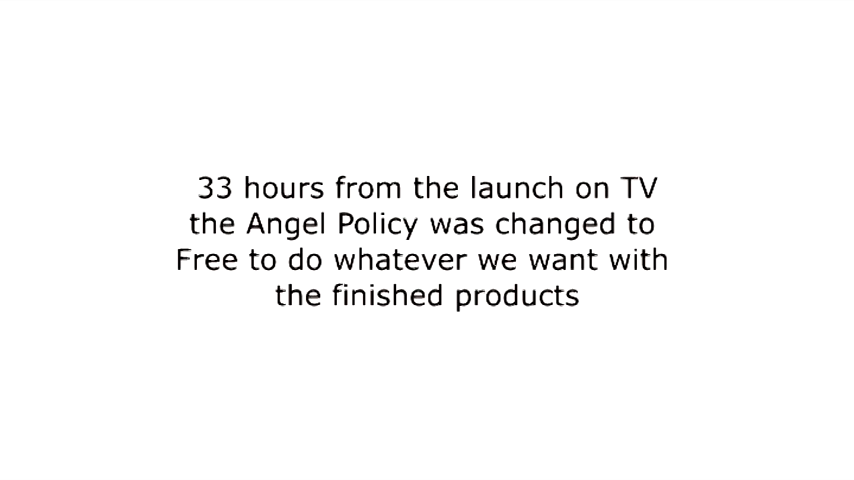 33 hours from the launch on TV
the Angel Policy was changed to
Free to do whatever we want with
the finished products